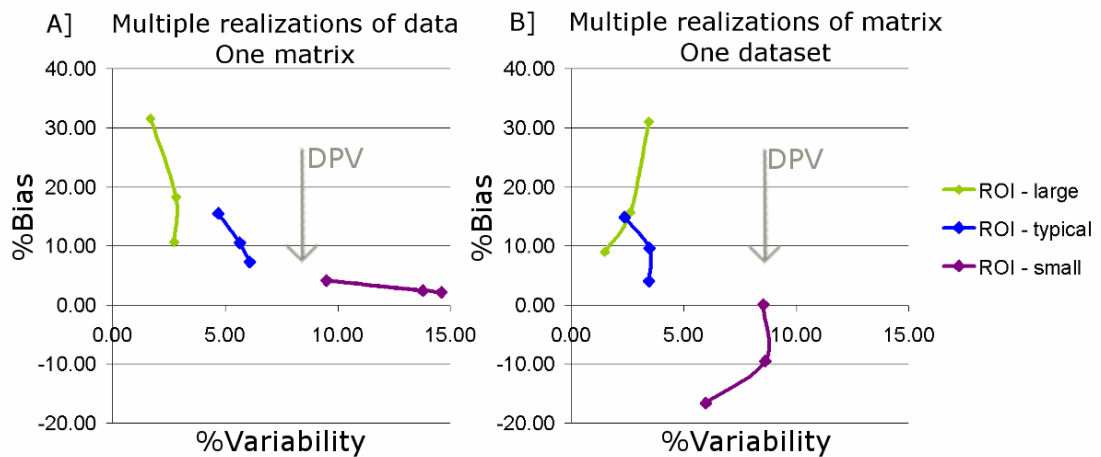 A] Multiple realizations of data
One matrix
40.00
30.00
20.00
10.00
0.00
-10.00
-20.00
0.00 5.00 10.00 15.00
%Bias
%Variability
DPV
B] Multiple realizations of matrix
One dataset
40.00
30.00
20.00
10.00
0.00
-10.00
-20.00
0.00 5.00 10.00 15.00
%Bias
%Variability
DPV
ROI - large
ROI - typical
ROI - small